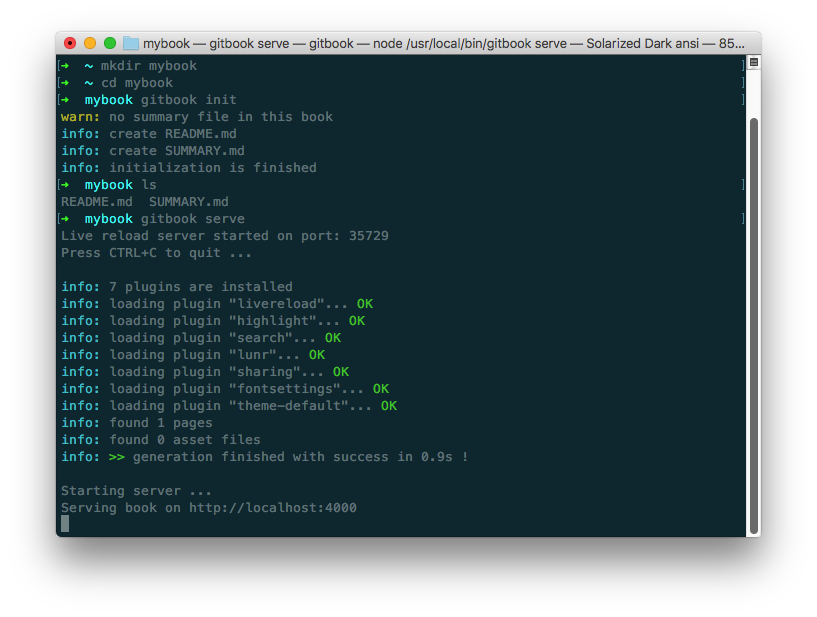 mybook — gitbook serve — gitbook — node /usr/local/bin/gitbook serve — Solarized Dark ansi — 85...
[➜ ~ mkdir mybook ]
[➜ ~ cd mybook ]
[➜ mybook gitbook init ]
warn: no summary file in this book
info: create README.md
info: create SUMMARY.md
info: initialization is finished
[➜ mybook ls ]
README.md  SUMMARY.md
[➜ mybook gitbook serve ]
Live reload server started on port: 35729
Press CTRL+C to quit ...
info: 7 plugins are installed
info: loading plugin "livereload"... OK
info: loading plugin "highlight"... OK
info: loading plugin "search"... OK
info: loading plugin "lunr"... OK
info: loading plugin "sharing"... OK
info: loading plugin "fontsettings"... OK
info: loading plugin "theme-default"... OK
info: found 1 pages
info: found 0 asset files
info: >> generation finished with success in 0.9s !
Starting server ...
Serving book on http://localhost:4000